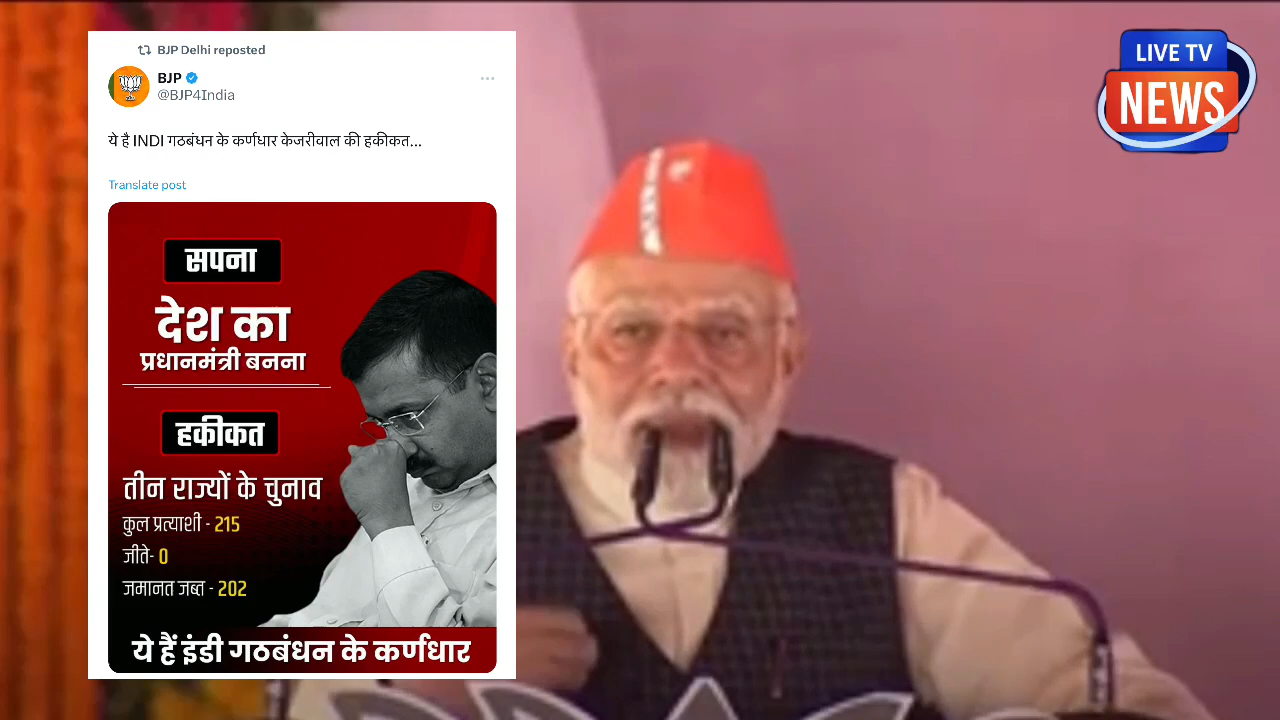 BJP Delhi reposted
BJP
@BJP4India
ये है INDI गठबंधन के कर्णधार केजरीवाल की हकीकत...
Translate post
सपना
देश का
प्रधानमंत्री बनना
हकीकत
तीन राज्यों के चुनाव
कुल प्रत्याशी - 215
जीते- 0
जमानत जब्त - 202
ये हैं इंडी गठबंधन के कर्णधार
LIVE TV
NEWS